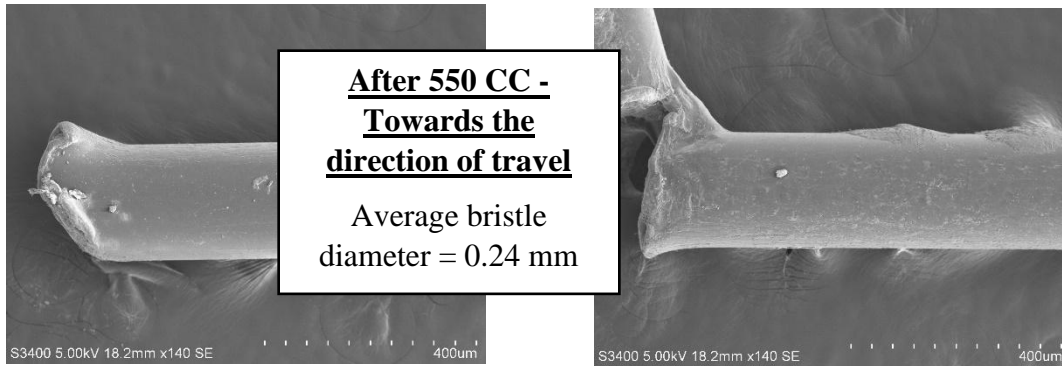 After 550 CC -
Towards the
direction of travel
Average bristle
diameter = 0.24 mm
S3400 5.00kV 18.2mm x140 SE 400um
S3400 5.00kV 18.2mm x140 SE 400um